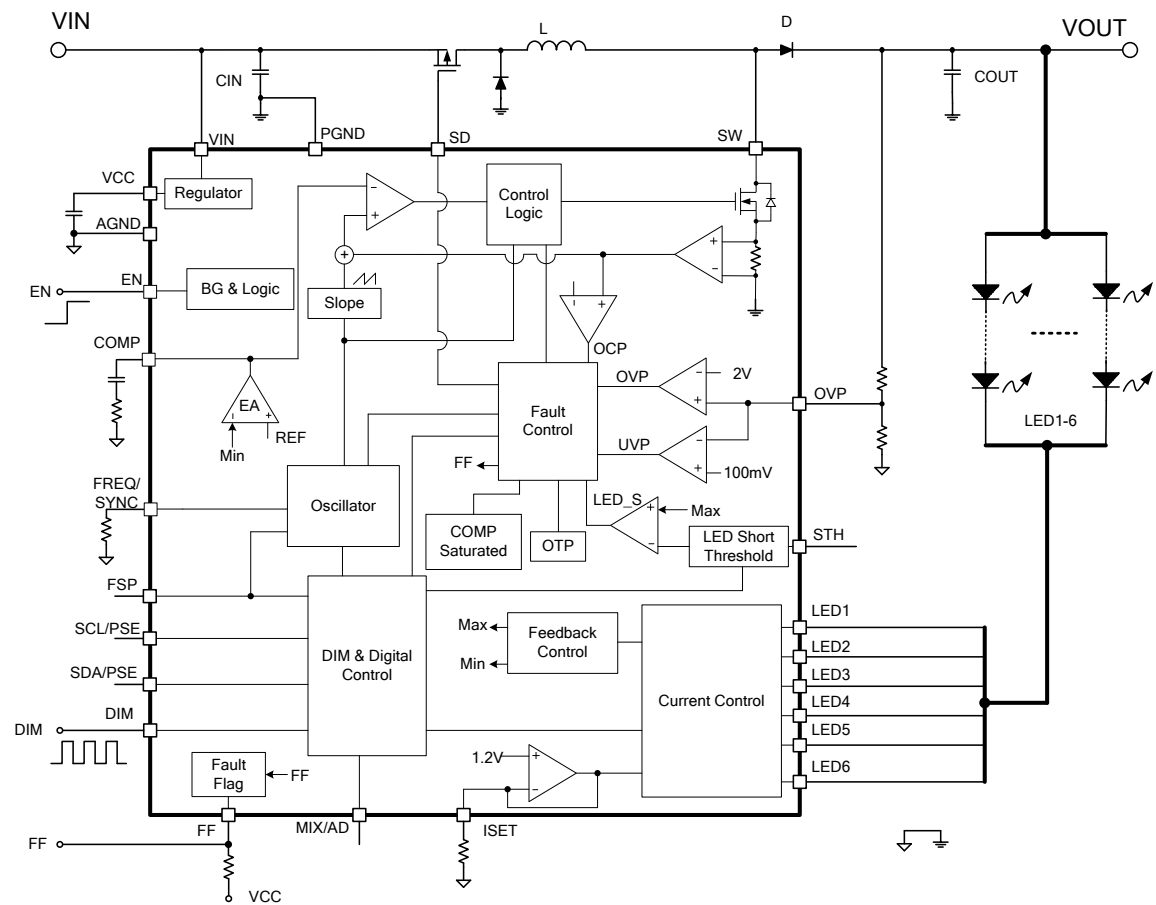 VIN
L
D
VOUT
CIN
COUT
VIN
PGND
SD
SW
VCC
Regulator
AGND
Control
Logic
EN
EN
BG & Logic
Slope
COMP
OCP
EA
REF
Min
Fault
Control
OVP
2V
OVP
UVP
100mV
FF
LED1-6
FREQ/
SYNC
Oscillator
COMP
Saturated
OTP
LED_S
Max
LED Short
Threshold
STH
FSP
SCL/PSE
SDA/PSE
DIM
DIM
DIM & Digital
Control
Max
Min
Feedback
Control
Current Control
LED1
LED2
LED3
LED4
LED5
LED6
1.2V
Fault
Flag
FF
FF
MIX/AD
ISET
FF
VCC